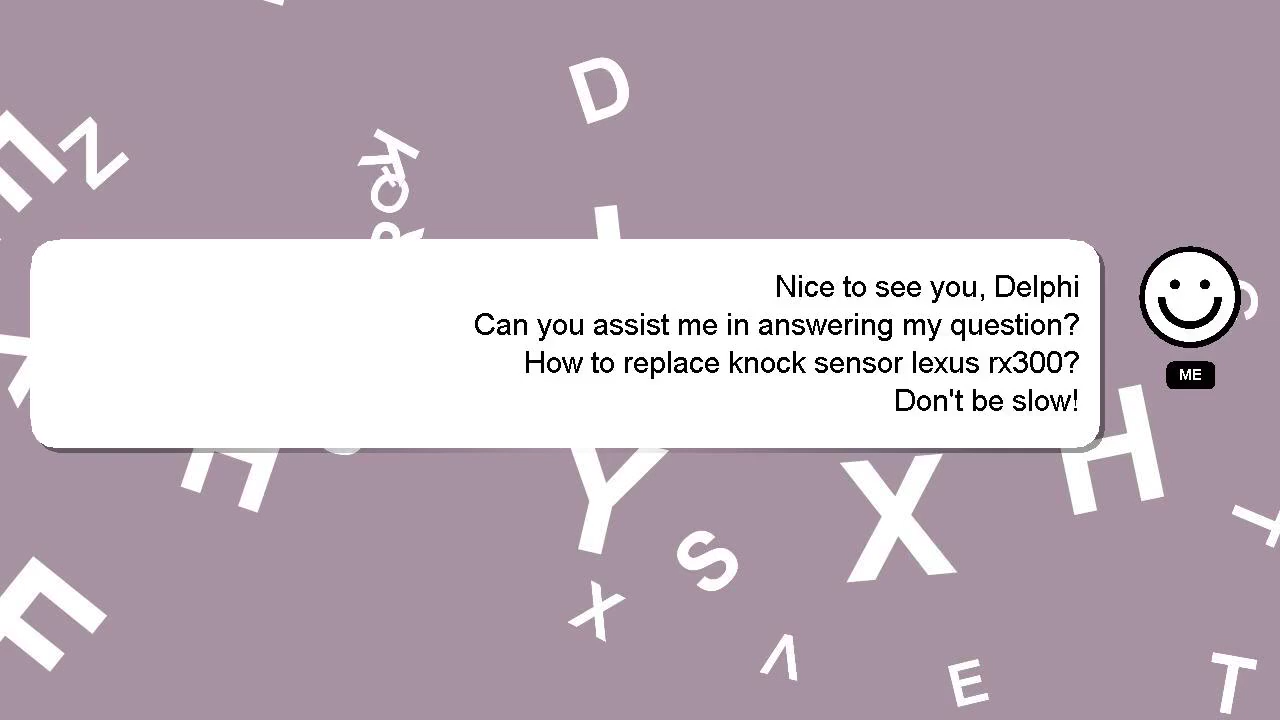 Nice to see you, Delphi
Can you assist me in answering my question?
How to replace knock sensor lexus rx300?
Don't be slow!
ME
D
Z
K
H
Y
X
H
S
X
V
E
T